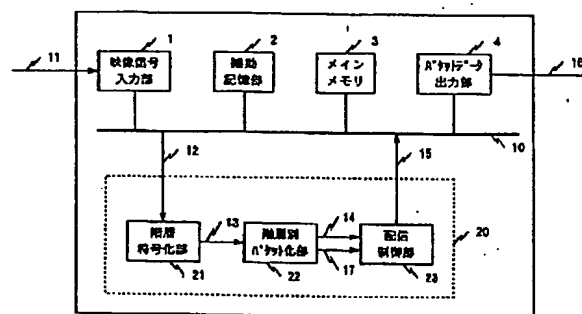 1
2
3
4
11
映像信号
入力部
補助
記憶部
メイン
メモリ
パケットデータ
出力部
16
12
15
10
階層
符号化部
13
階層別
パケット化部
14
17
配信
制御部
20
21
22
23